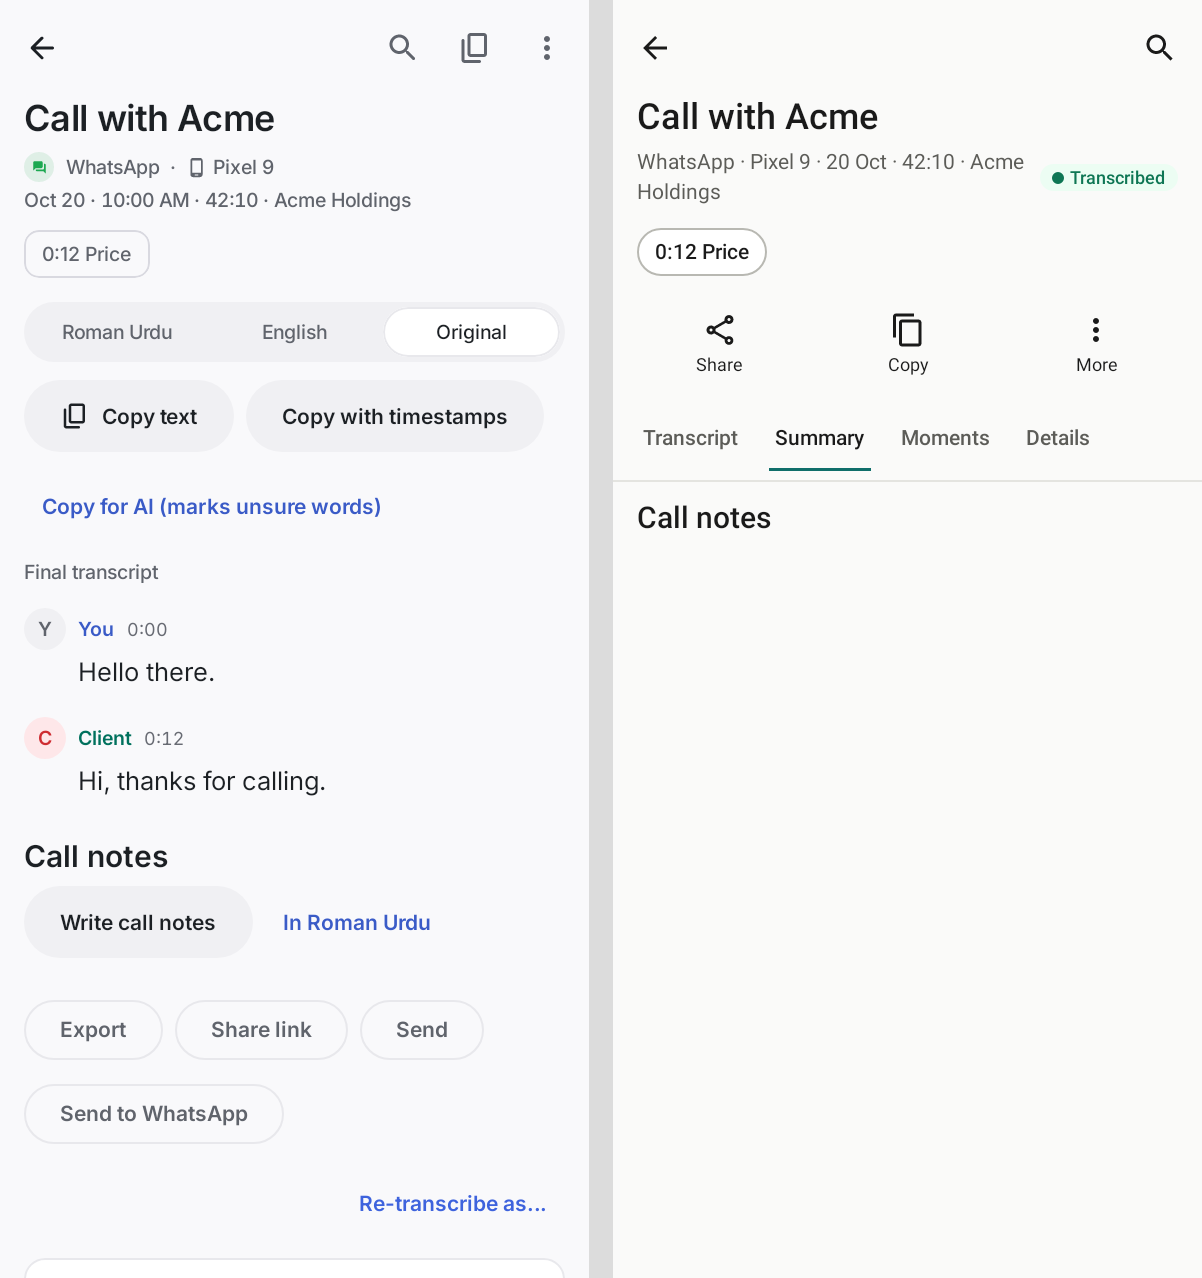 Call with Acme
WhatsApp · Pixel 9
Oct 20 · 10:00 AM · 42:10 · Acme Holdings
0:12 Price
Roman Urdu English Original
Copy text Copy with timestamps
Copy for AI (marks unsure words)
Final transcript
Y You 0:00
Hello there.
C Client 0:12
Hi, thanks for calling.
Call notes
Write call notes In Roman Urdu
Export Share link Send
Send to WhatsApp
Re-transcribe as...
Call with Acme
WhatsApp · Pixel 9 · 20 Oct · 42:10 · Acme
Holdings
Transcribed
0:12 Price
Share Copy More
Transcript Summary Moments Details
Call notes